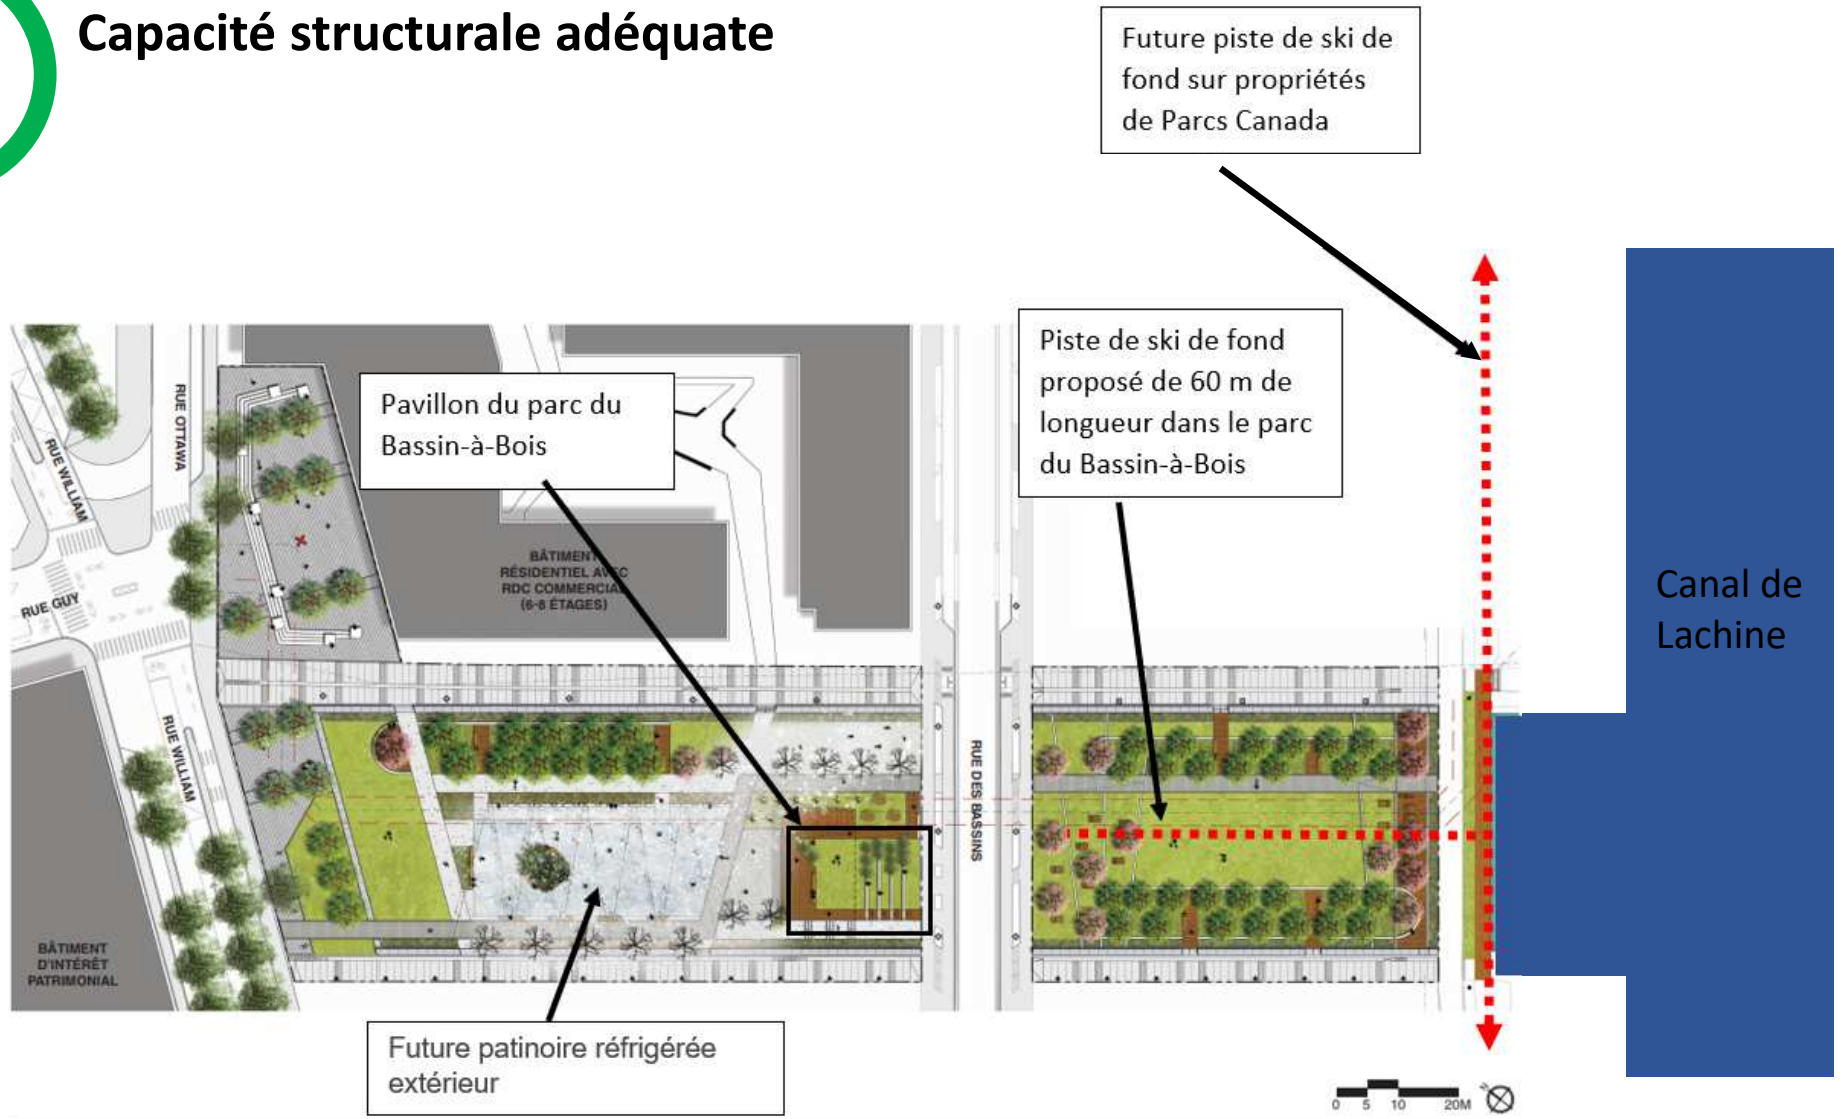 Capacité structurale adéquate
Future piste de ski de
fond sur propriétés
de Parcs Canada
Piste de ski de fond
proposé de 60 m de
longueur dans le parc
du Bassin-à-Bois
Pavillon du parc du
Bassin-à-Bois
RUE OTTAWA
RUE WILLIAM
RUE GUY
BÂTIMENT
RÉSIDENTIEL AVEC
RDC COMMERCIAL
(6-8 ÉTAGES)
Canal de
Lachine
RUE WILLIAM
RUE DES BASSINS
BÂTIMENT
D'INTÉRÊT
PATRIMONIAL
Future patinoire réfrigérée
extérieur
0 5 10 20M
N